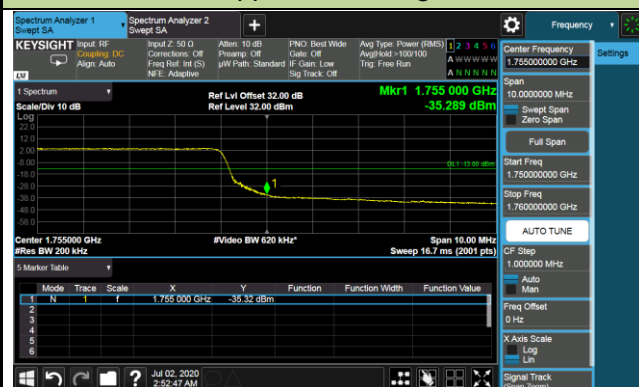 Spectrum Analyzer 1
Swept SA
Spectrum Analyzer 2
Swept SA
+
Frequency
KEYSIGHT
Input: RF
Coupling: DC
Align: Auto
Input Z: 50 Ω
Corrections: Off
Freq Ref: Int (S)
NFE: Adaptive
Atten: 10 dB
Preamp: Off
µW Path: Standard
PNO: Best Wide
Gate: Off
IF Gain: Low
Sig Track: Off
Avg Type: Power (RMS)
Avg|Hold:>100/100
Trig: Free Run
1 2 3 4 5 6
A W W W W W
A N N N N N
LXI
1 Spectrum
Scale/Div 10 dB
Log
Ref Lvl Offset 32.00 dB
Ref Level 32.00 dBm
Mkr1 1.755 000 GHz
-35.289 dBm
22.0
12.0
2.00
-8.00
-18.0
-28.0
-38.0
-48.0
-58.0
DL1 -13.00 dBm
1
Center 1.755000 GHz
#Res BW 200 kHz
#Video BW 620 kHz*
Span 10.00 MHz
Sweep 16.7 ms (2001 pts)
5 Marker Table
Mode Trace Scale X Y Function Function Width Function Value
1 N 1 f 1.755 000 GHz -35.32 dBm
2
3
4
5
6
Jul 02, 2020
2:52:47 AM
?
Center Frequency
1.755000000 GHz
Settings
Span
10.0000000 MHz
Swept Span
Zero Span
Full Span
Start Freq
1.750000000 GHz
Stop Freq
1.760000000 GHz
AUTO TUNE
CF Step
1.000000 MHz
Auto
Man
Freq Offset
0 Hz
X Axis Scale
Log
Lin
Signal Track
(Span Zoom)